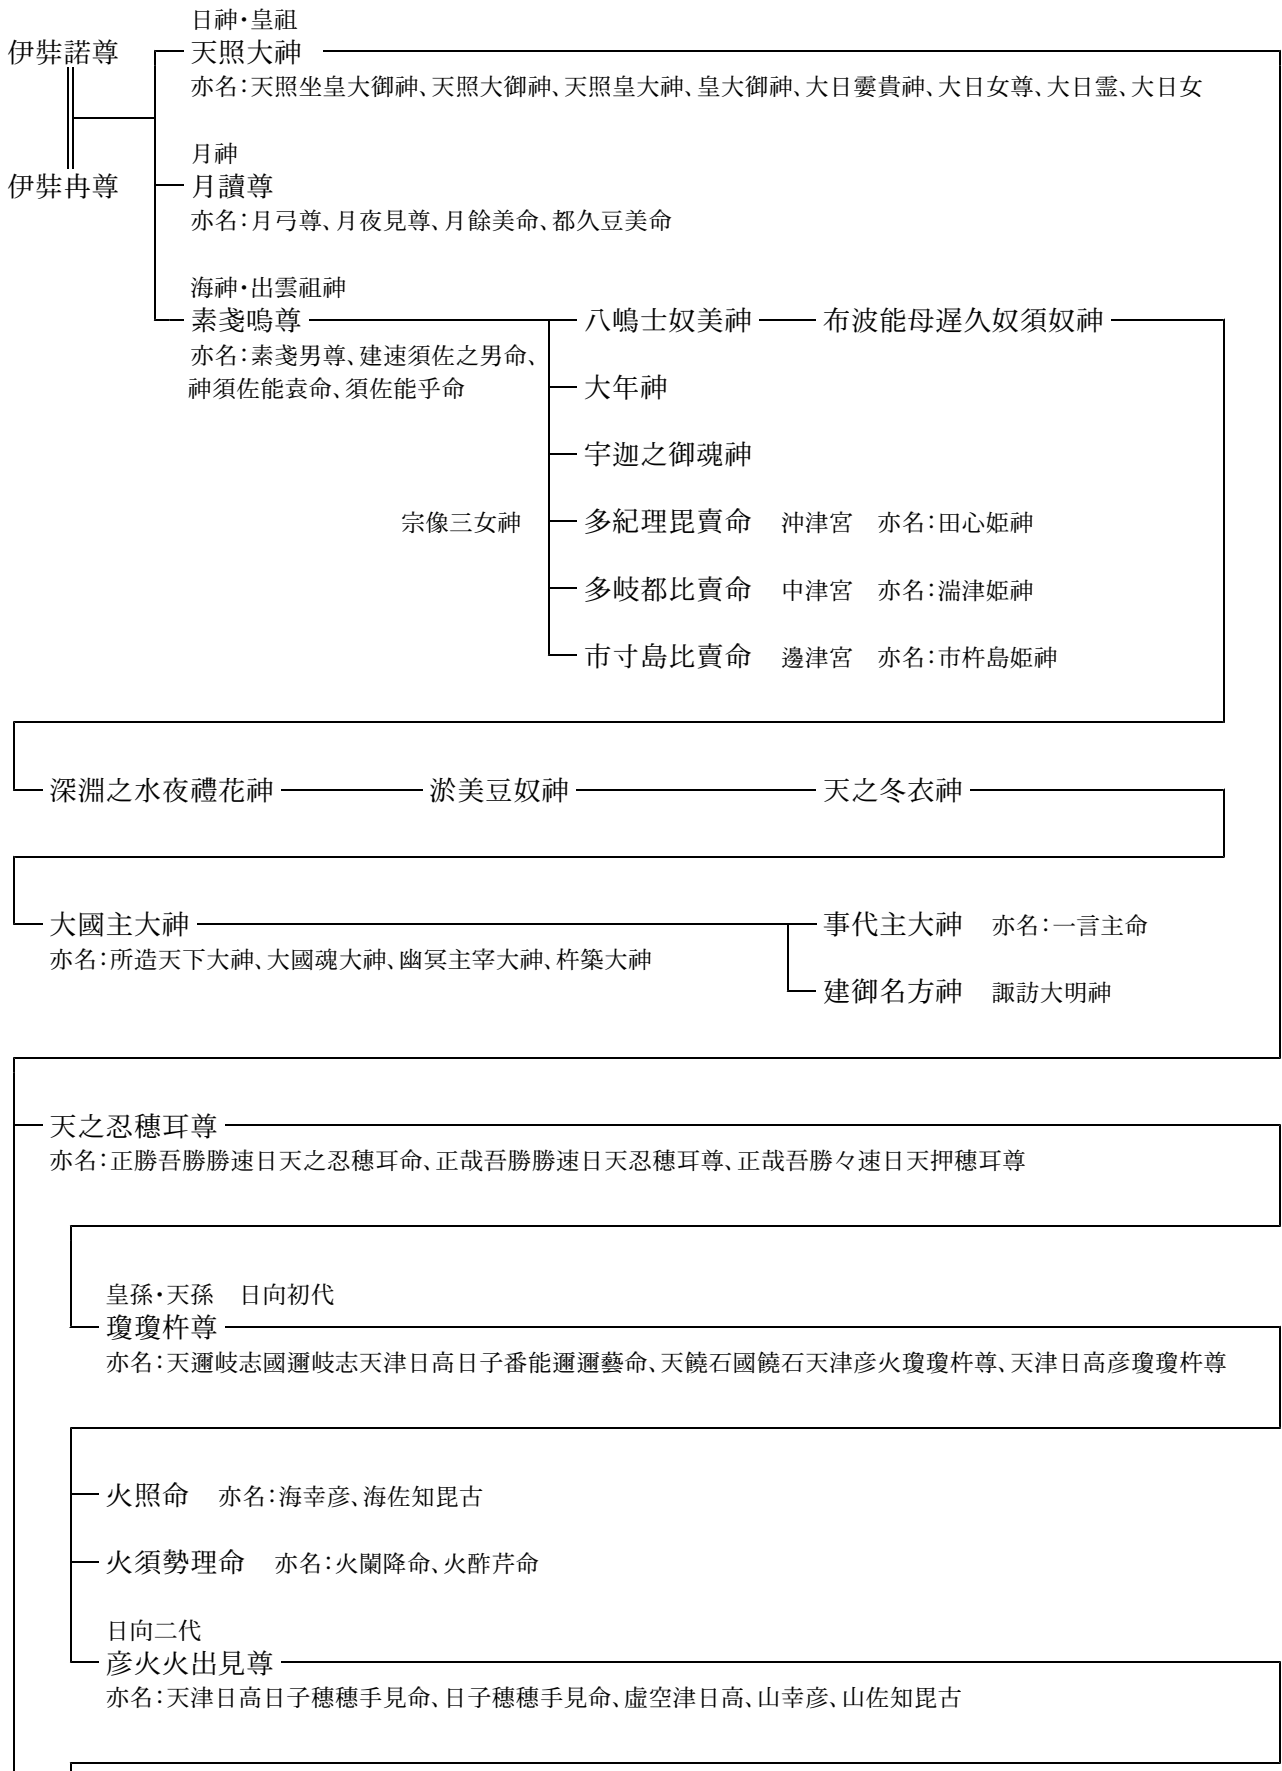 日神・皇祖
伊弉諾尊 天照大神
亦名：天照坐皇大御神、天照大御神、天照皇大神、皇大御神、大日孁貴神、大日女尊、大日霊、大日女
月神
伊弉冉尊 月讀尊
亦名：月弓尊、月夜見尊、月餘美命、都久豆美命
海神・出雲祖神
素戔嗚尊 八嶋士奴美神 布波能母遅久奴須奴神
亦名：素戔男尊、建速須佐之男命、
神須佐能袁命、須佐能乎命 大年神
宇迦之御魂神
宗像三女神 多紀理毘賣命 沖津宮 亦名：田心姫神
多岐都比賣命 中津宮 亦名：湍津姫神
市寸島比賣命 邊津宮 亦名：市杵島姫神
深淵之水夜禮花神 淤美豆奴神 天之冬衣神
大國主大神 事代主大神 亦名：一言主命
亦名：所造天下大神、大國魂大神、幽冥主宰大神、杵築大神
建御名方神 諏訪大明神
天之忍穗耳尊
亦名：正勝吾勝勝速日天之忍穗耳命、正哉吾勝勝速日天忍穗耳尊、正哉吾勝々速日天押穗耳尊
皇孫・天孫 日向初代
瓊瓊杵尊
亦名：天邇岐志國邇岐志天津日高日子番能邇邇藝命、天饒石國饒石天津彦火瓊瓊杵尊、天津日高彦瓊瓊杵尊
火照命 亦名：海幸彦、海佐知毘古
火須勢理命 亦名：火闌降命、火酢芹命
日向二代
彦火火出見尊
亦名：天津日高日子穗穗手見命、日子穗穗手見命、虛空津日高、山幸彦、山佐知毘古